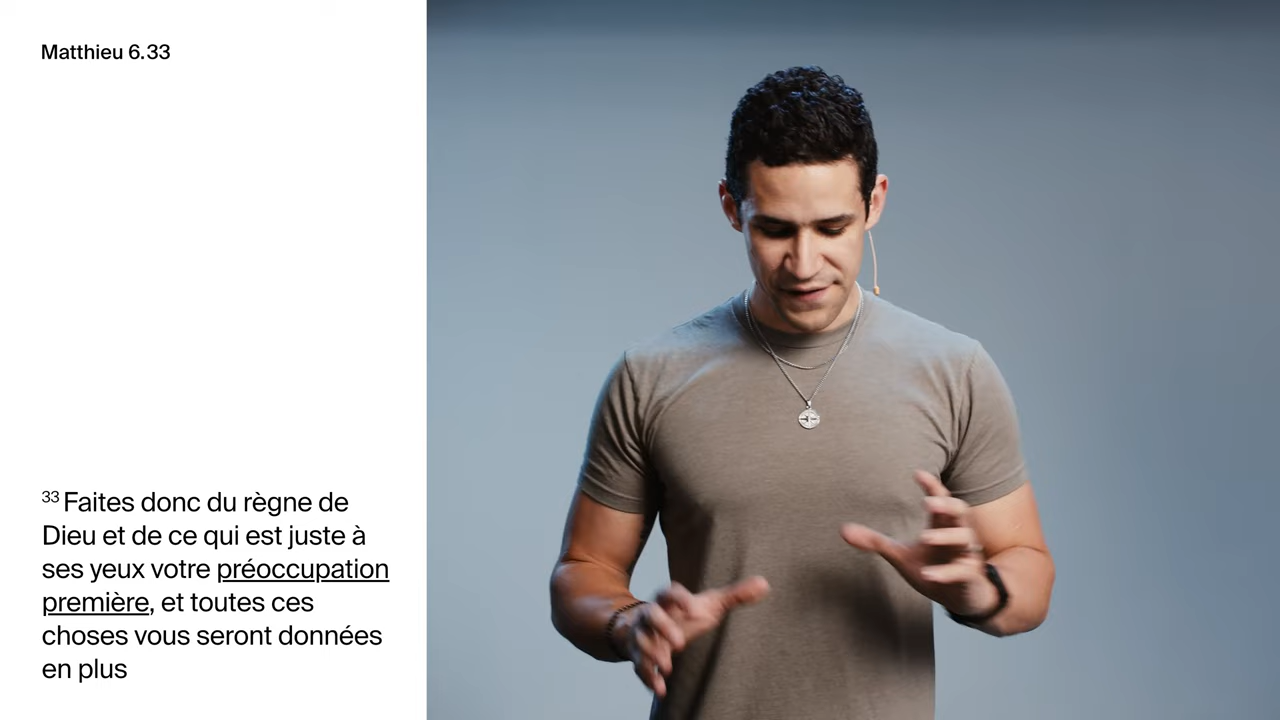 Matthieu 6.33
33 Faites donc du règne de
Dieu et de ce qui est juste à
ses yeux votre préoccupation
première, et toutes ces
choses vous seront données
en plus